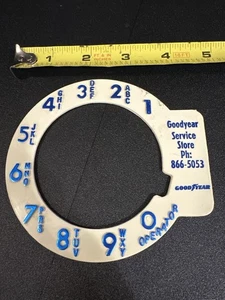 1 2 3 4 5
1
2 ABC
3 DEF
4 GHI
5 JKL
6 MNO
7 PRS
8 TUV
9 WXY
0 OPERATOR
Goodyear
Service
Store
Ph:
866-5053
GOODYEAR